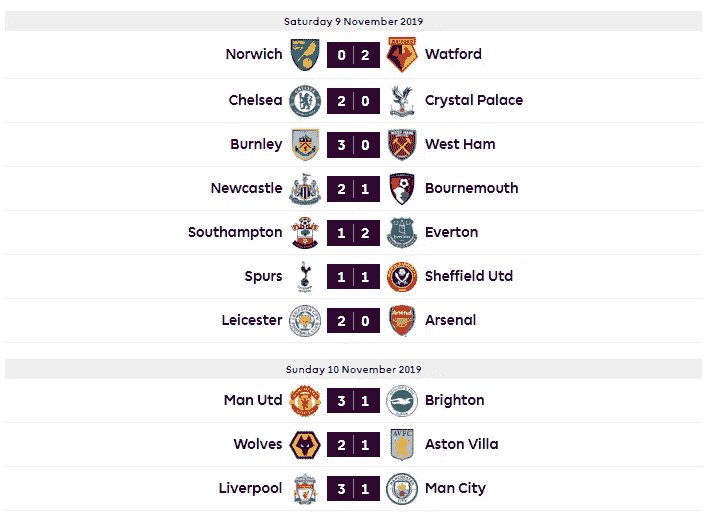 Saturday 9 November 2019
Norwich 0 2 Watford
Chelsea 2 0 Crystal Palace
Burnley 3 0 West Ham
Newcastle 2 1 Bournemouth
Southampton 1 2 Everton
Spurs 1 1 Sheffield Utd
Leicester 2 0 Arsenal
Sunday 10 November 2019
Man Utd 3 1 Brighton
Wolves 2 1 Aston Villa
Liverpool 3 1 Man City